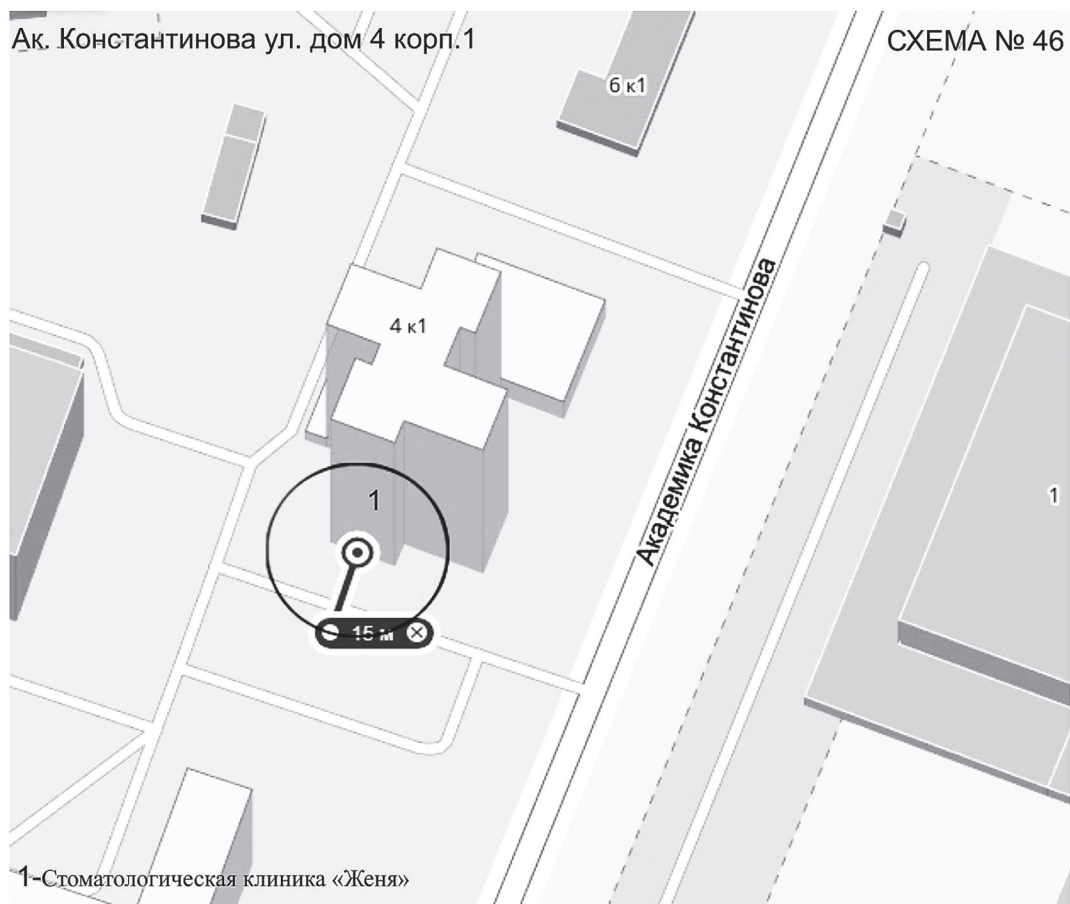 Ак. Константинова ул. дом 4 корп.1
СХЕМА № 46
6 к1
4 к1
Академика Константинова
1
1
15 м
1-Стоматологическая клиника «Женя»